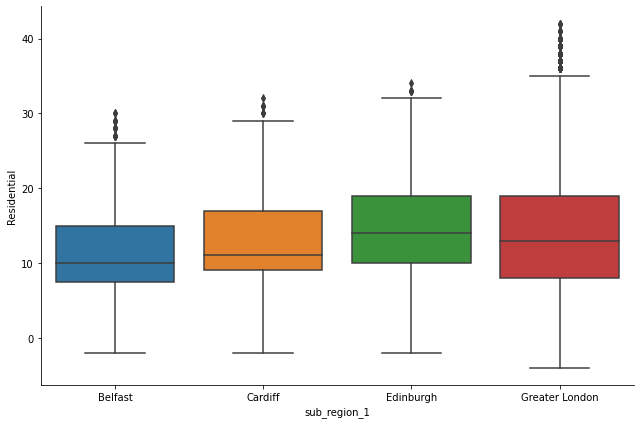 40
30
20
10
0
Residential
Belfast
Cardiff
Edinburgh
Greater London
sub_region_1